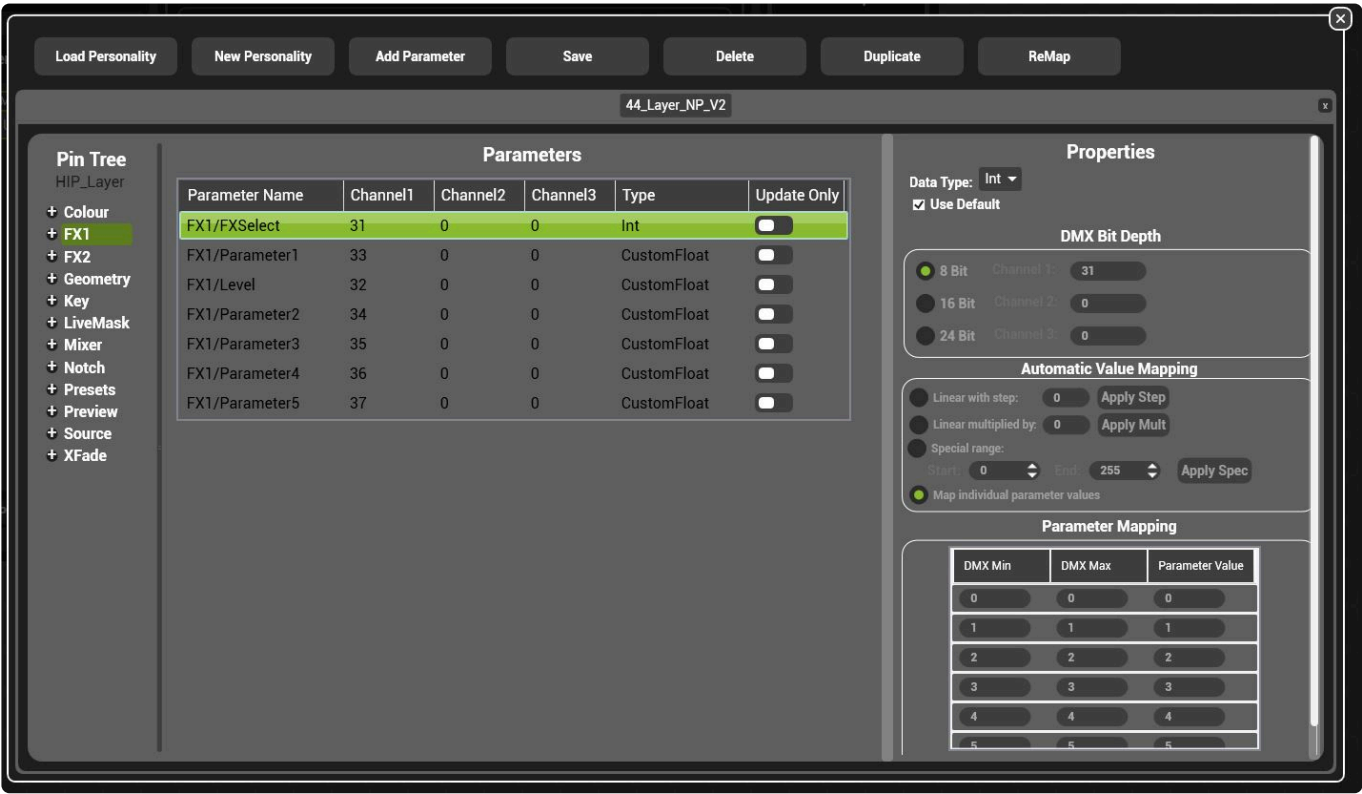 Load Personality New Personality Add Parameter Save Delete Duplicate ReMap
44_Layer_NP_V2
x
Pin Tree
HIP_Layer
+ Colour
+ FX1
+ FX2
+ Geometry
+ Key
+ LiveMask
+ Mixer
+ Notch
+ Presets
+ Preview
+ Source
+ XFade
Parameters
Parameter Name Channel1 Channel2 Channel3 Type Update Only
FX1/FXSelect 31 0 0 Int
FX1/Parameter1 33 0 0 CustomFloat
FX1/Level 32 0 0 CustomFloat
FX1/Parameter2 34 0 0 CustomFloat
FX1/Parameter3 35 0 0 CustomFloat
FX1/Parameter4 36 0 0 CustomFloat
FX1/Parameter5 37 0 0 CustomFloat
Properties
Data Type: Int
Use Default
DMX Bit Depth
8 Bit Channel 1: 31
16 Bit Channel 2: 0
24 Bit Channel 3: 0
Automatic Value Mapping
Linear with step: 0 Apply Step
Linear multiplied by: 0 Apply Mult
Special range:
Start: 0 End: 255 Apply Spec
Map individual parameter values
Parameter Mapping
DMX Min DMX Max Parameter Value
0 0 0
1 1 1
2 2 2
3 3 3
4 4 4
5 5 5